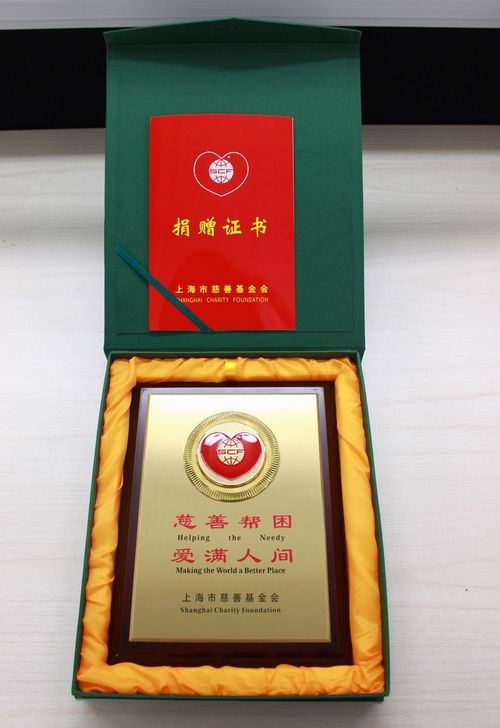 SCF
捐赠证书
上海市慈善基金会
SHANGHAI CHARITY FOUNDATION
SCF
慈善帮困
Helping the Needy
爱满人间
Making the World a Better Place
上海市慈善基金会
Shanghai Charity Foundation